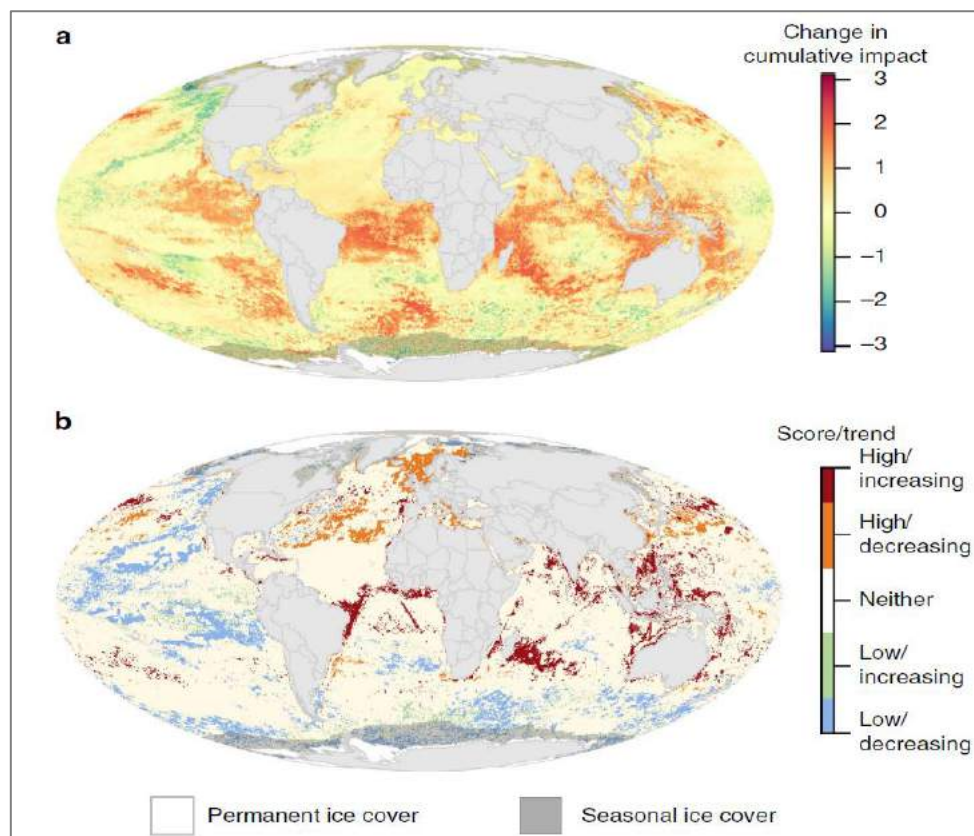 a
Change in
cumulative impact
3
2
1
0
–1
–2
–3
b
Score/trend
High/
increasing
High/
decreasing
Neither
Low/
increasing
Low/
decreasing
Permanent ice cover
Seasonal ice cover